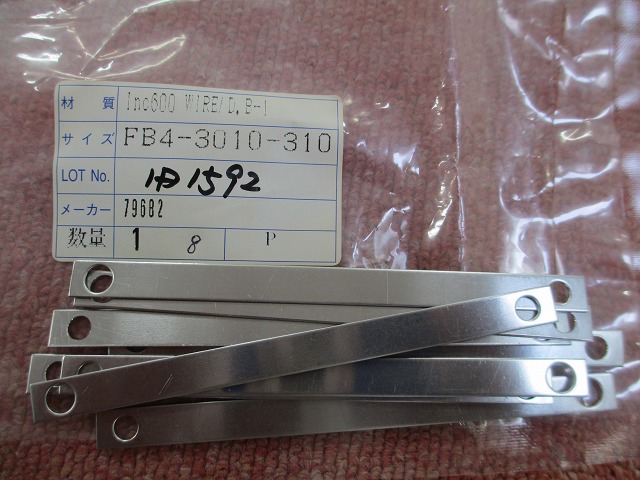 材質 Inc600 WIRE/D,B-1
サイズ FB4-3010-310
LOT No. 1A1592
メーカー 79682
数量 1 8 P